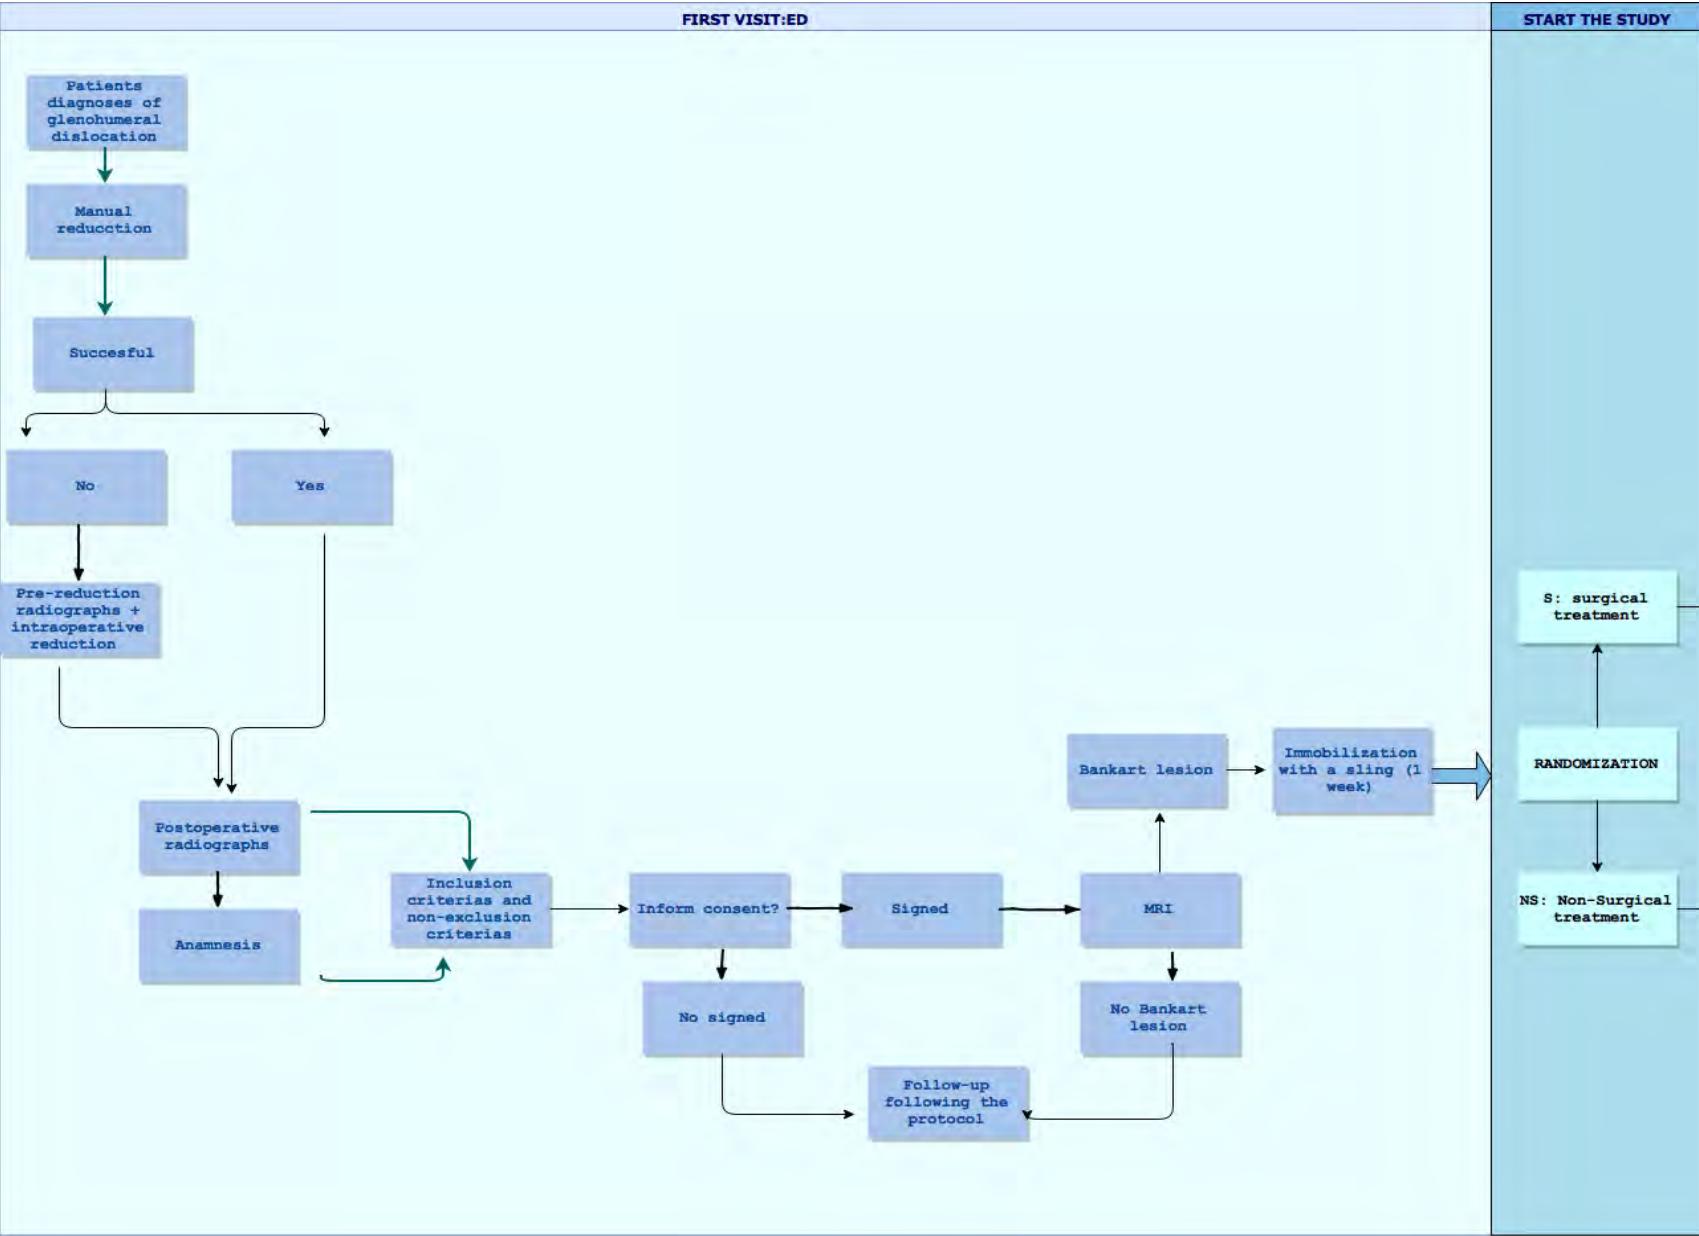 FIRST VISIT:ED
START THE STUDY
Patients
diagnoses of
glenohumeral
dislocation
Manual
reducction
Succesful
No
Yes
Pre-reduction
radiographs +
intraoperative
reduction
Postoperative
radiographs
Anamnesis
Inclusion
criterias and
non-exclusion
criterias
Inform consent?
Signed
MRI
No signed
No Bankart
lesion
Follow-up
following the
protocol
Bankart lesion
Immobilization
with a sling (1
week)
S: surgical
treatment
RANDOMIZATION
NS: Non-Surgical
treatment